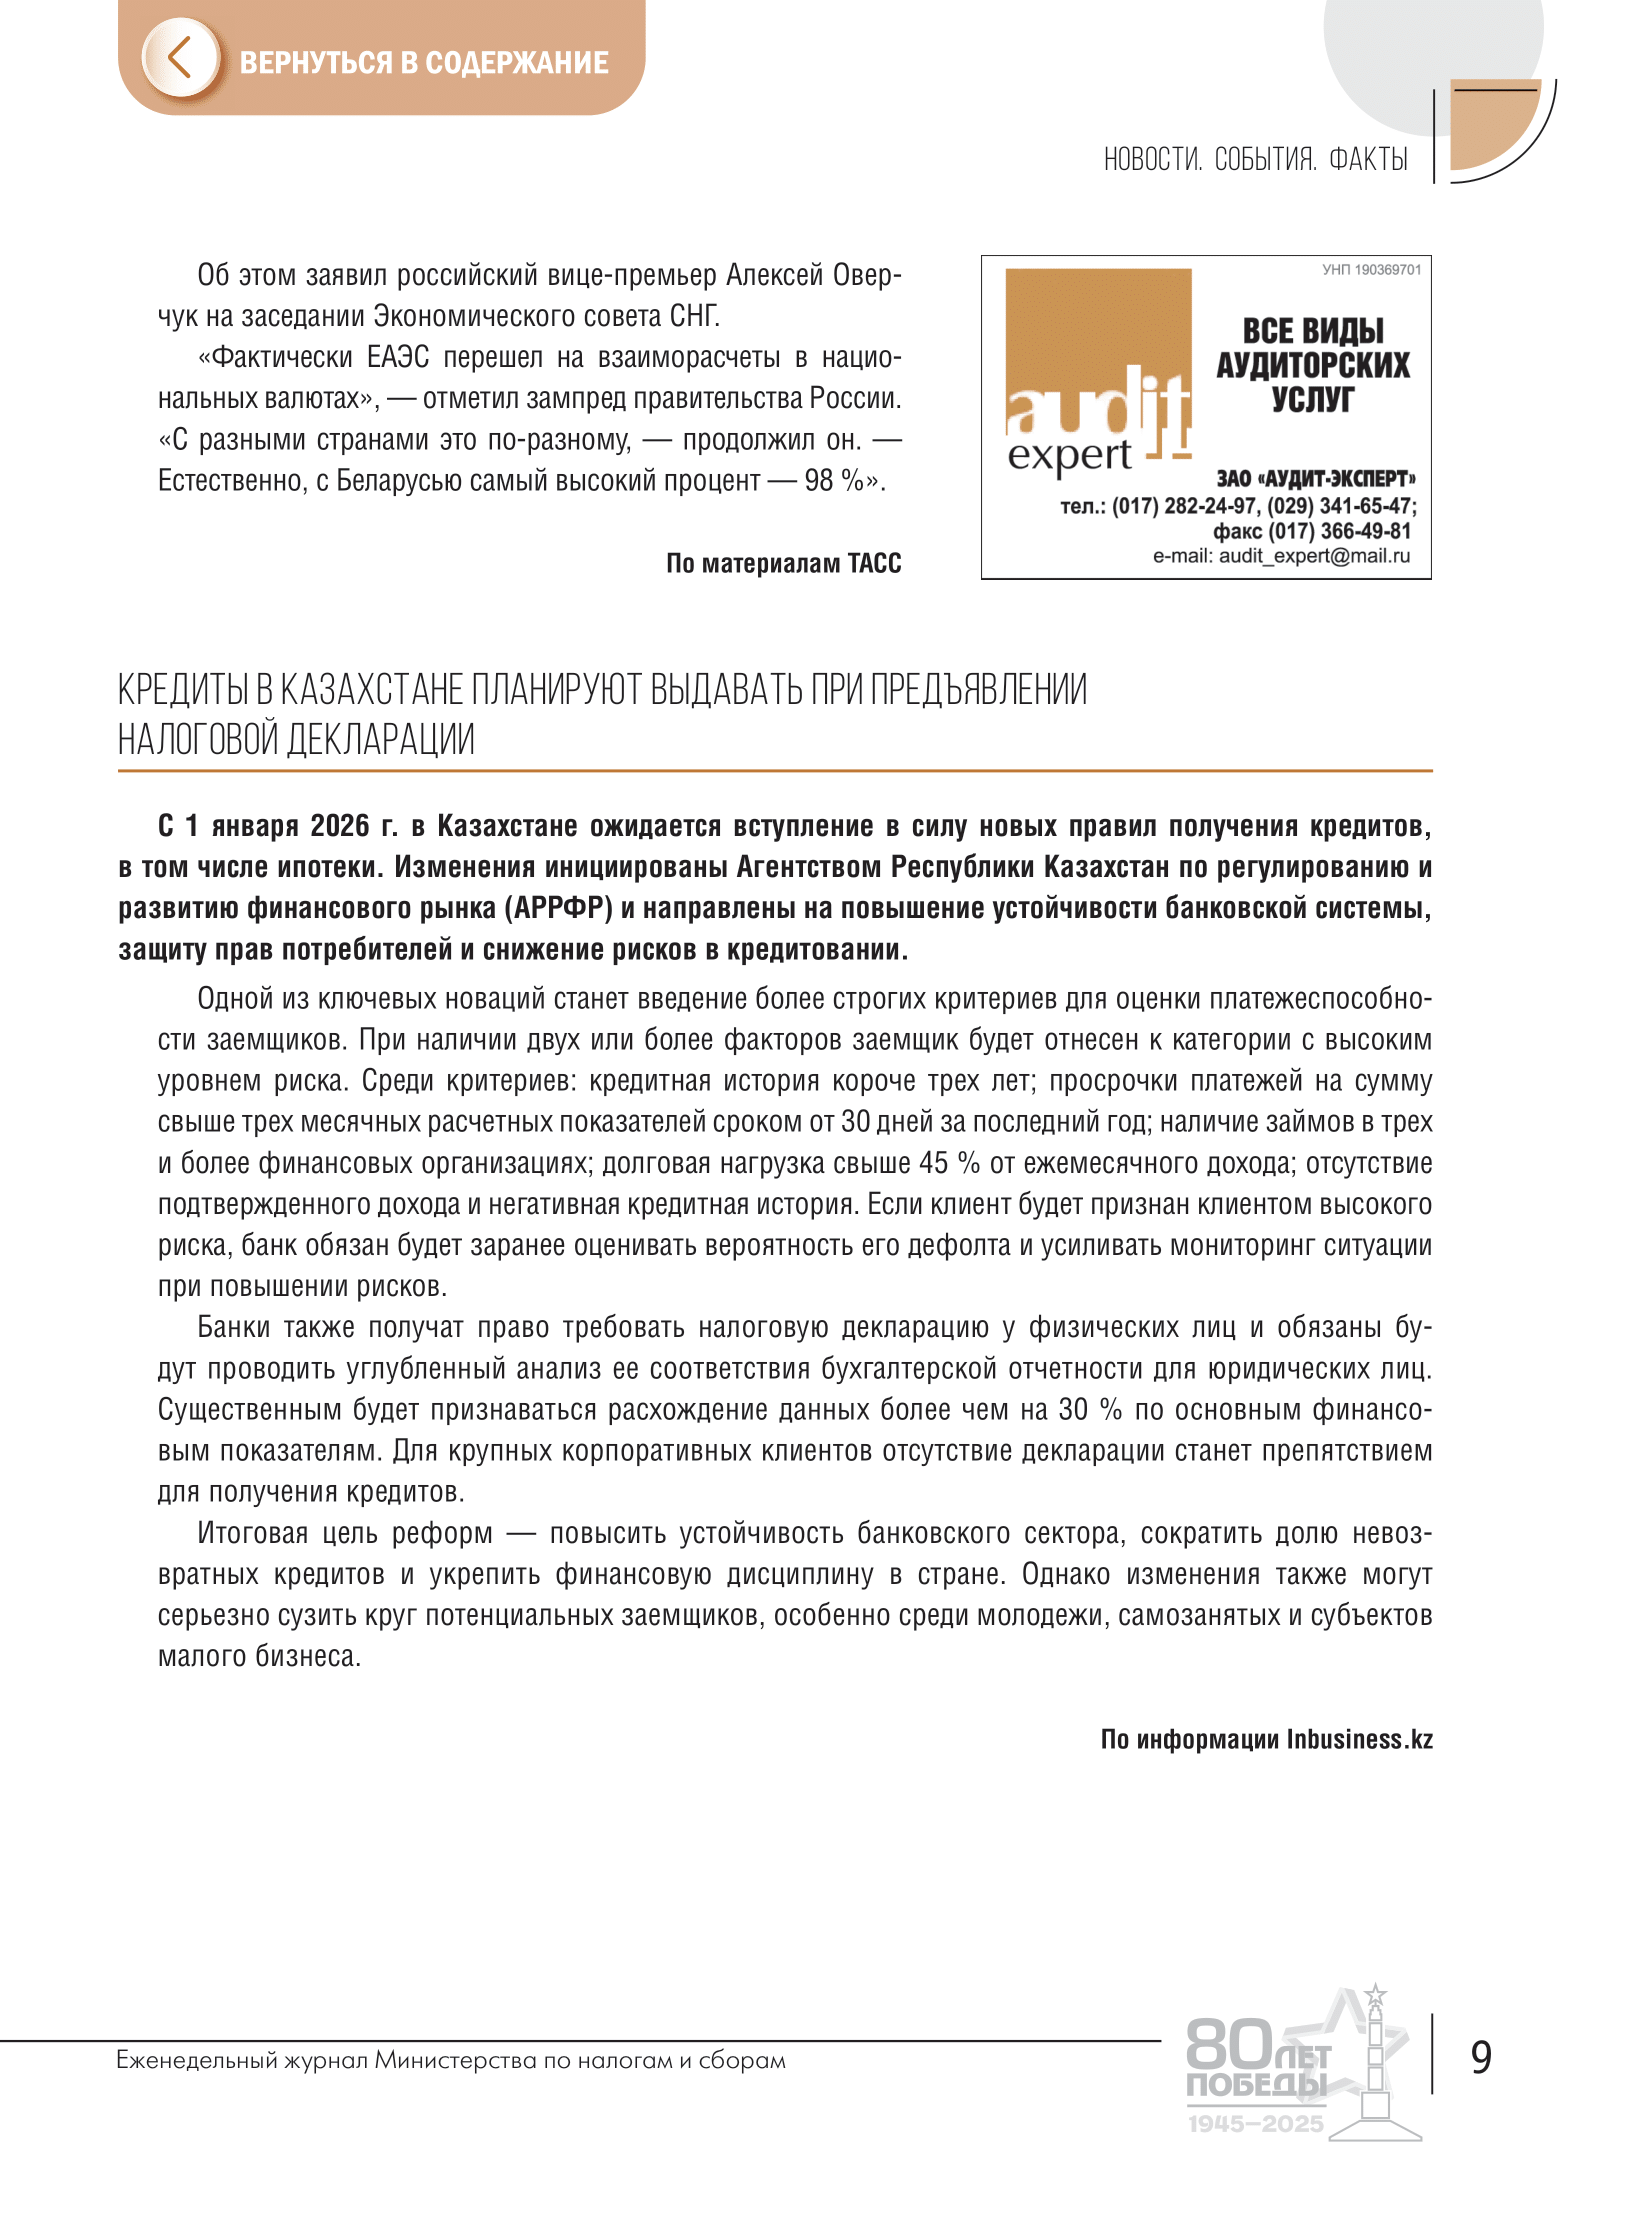 ВЕРНУТЬСЯ В СОДЕРЖАНИЕ
НОВОСТИ. СОБЫТИЯ. ФАКТЫ
Об этом заявил российский вице-премьер Алексей Овер-
чук на заседании Экономического совета СНГ.
«Фактически ЕАЭС перешел на взаиморасчеты в нацио-
нальных валютах», — отметил зампред правительства России.
«С разными странами это по-разному, — продолжил он. —
Естественно, с Беларусью самый высокий процент — 98 %».
По материалам ТАСС
УНП 190369701
audit
expert
ВСЕ ВИДЫ
АУДИТОРСКИХ
УСЛУГ
ЗАО «АУДИТ-ЭКСПЕРТ»
тел.: (017) 282-24-97, (029) 341-65-47;
факс (017) 366-49-81
e-mail: audit_expert@mail.ru
КРЕДИТЫ В КАЗАХСТАНЕ ПЛАНИРУЮТ ВЫДАВАТЬ ПРИ ПРЕДЪЯВЛЕНИИ
НАЛОГОВОЙ ДЕКЛАРАЦИИ
С 1 января 2026 г. в Казахстане ожидается вступление в силу новых правил получения кредитов,
в том числе ипотеки. Изменения инициированы Агентством Республики Казахстан по регулированию и
развитию финансового рынка (АРРФР) и направлены на повышение устойчивости банковской системы,
защиту прав потребителей и снижение рисков в кредитовании.
Одной из ключевых новаций станет введение более строгих критериев для оценки платежеспособно-
сти заемщиков. При наличии двух или более факторов заемщик будет отнесен к категории с высоким
уровнем риска. Среди критериев: кредитная история короче трех лет; просрочки платежей на сумму
свыше трех месячных расчетных показателей сроком от 30 дней за последний год; наличие займов в трех
и более финансовых организациях; долговая нагрузка свыше 45 % от ежемесячного дохода; отсутствие
подтвержденного дохода и негативная кредитная история. Если клиент будет признан клиентом высокого
риска, банк обязан будет заранее оценивать вероятность его дефолта и усиливать мониторинг ситуации
при повышении рисков.
Банки также получат право требовать налоговую декларацию у физических лиц и обязаны бу-
дут проводить углубленный анализ ее соответствия бухгалтерской отчетности для юридических лиц.
Существенным будет признаваться расхождение данных более чем на 30 % по основным финансо-
вым показателям. Для крупных корпоративных клиентов отсутствие декларации станет препятствием
для получения кредитов.
Итоговая цель реформ — повысить устойчивость банковского сектора, сократить долю невоз-
вратных кредитов и укрепить финансовую дисциплину в стране. Однако изменения также могут
серьезно сузить круг потенциальных заемщиков, особенно среди молодежи, самозанятых и субъектов
малого бизнеса.
По информации Inbusiness.kz
Еженедельный журнал Министерства по налогам и сборам
80 ЛЕТ
ПОБЕДЫ
1945–2025
9